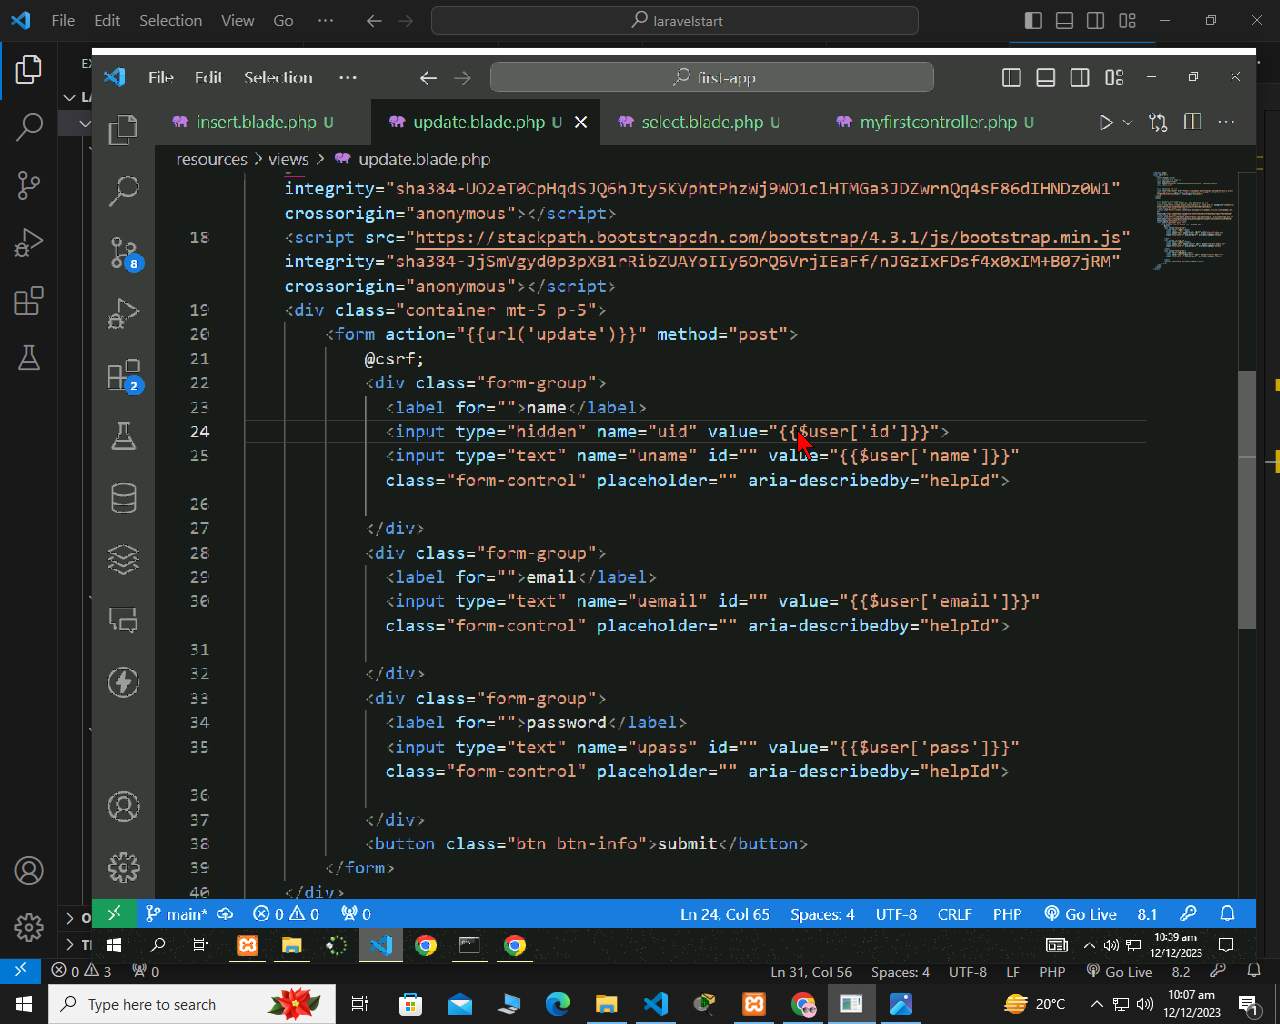 File Edit Selection View Go ··· laravelstart
File Edit Selection ··· first-app
insert.blade.php U update.blade.php U select.blade.php U myfirstcontroller.php U
resources > views > update.blade.php
integrity="sha384-UO2eT0CpHqdSJQ6hJty5KVphtPhzWj9WO1clHTMGa3JDZwrnQq4sF86dIHNDz0W1"
crossorigin="anonymous"></script>
18 <script src="https://stackpath.bootstrapcdn.com/bootstrap/4.3.1/js/bootstrap.min.js"
integrity="sha384-JjSmVgyd0p3pXB1rRibZUAYoIIy6OrQ6VrjIEaFf/nJGzIxFDsf4x0xIM+B07jRM"
crossorigin="anonymous"></script>
19 <div class="container mt-5 p-5">
20 <form action="{{url('update')}}" method="post">
21 @csrf;
22 <div class="form-group">
23 <label for="">name</label>
24 <input type="hidden" name="uid" value="{{$user['id']}}">
25 <input type="text" name="uname" id="" value="{{$user['name']}}"
class="form-control" placeholder="" aria-describedby="helpId">
26
27 </div>
28 <div class="form-group">
29 <label for="">email</label>
30 <input type="text" name="uemail" id="" value="{{$user['email']}}"
class="form-control" placeholder="" aria-describedby="helpId">
31
32 </div>
33 <div class="form-group">
34 <label for="">password</label>
35 <input type="text" name="upass" id="" value="{{$user['pass']}}"
class="form-control" placeholder="" aria-describedby="helpId">
36
37 </div>
38 <button class="btn btn-info">submit</button>
39 </form>
40 </div>
8
2
main* 0 0 0 Ln 24, Col 65 Spaces: 4 UTF-8 CRLF PHP Go Live 8.1
10:39 am
12/12/2023
0 3 0 Ln 31, Col 56 Spaces: 4 UTF-8 LF PHP Go Live 8.2
Type here to search 20°C 10:07 am
12/12/2023
1